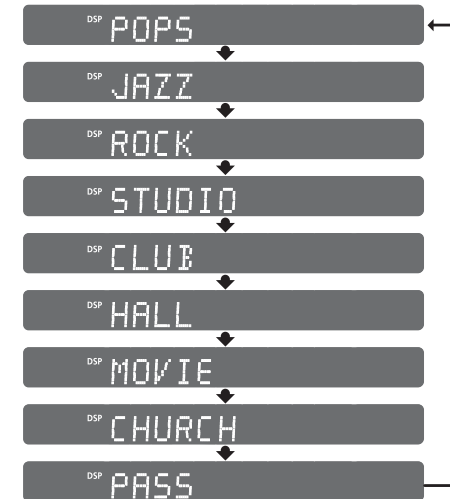 DSP POPS
DSP JAZZ
DSP ROCK
DSP STUDIO
DSP CLUB
DSP HALL
DSP MOVIE
DSP CHURCH
DSP PASS